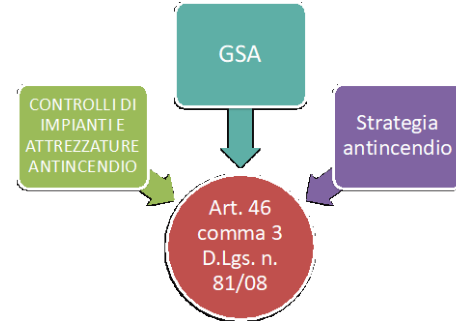 GSA
CONTROLLI DI
IMPIANTI E
ATTREZZATURE
ANTINCENDIO
Strategia
antincendio
Art. 46
comma 3
D.Lgs. n.
81/08